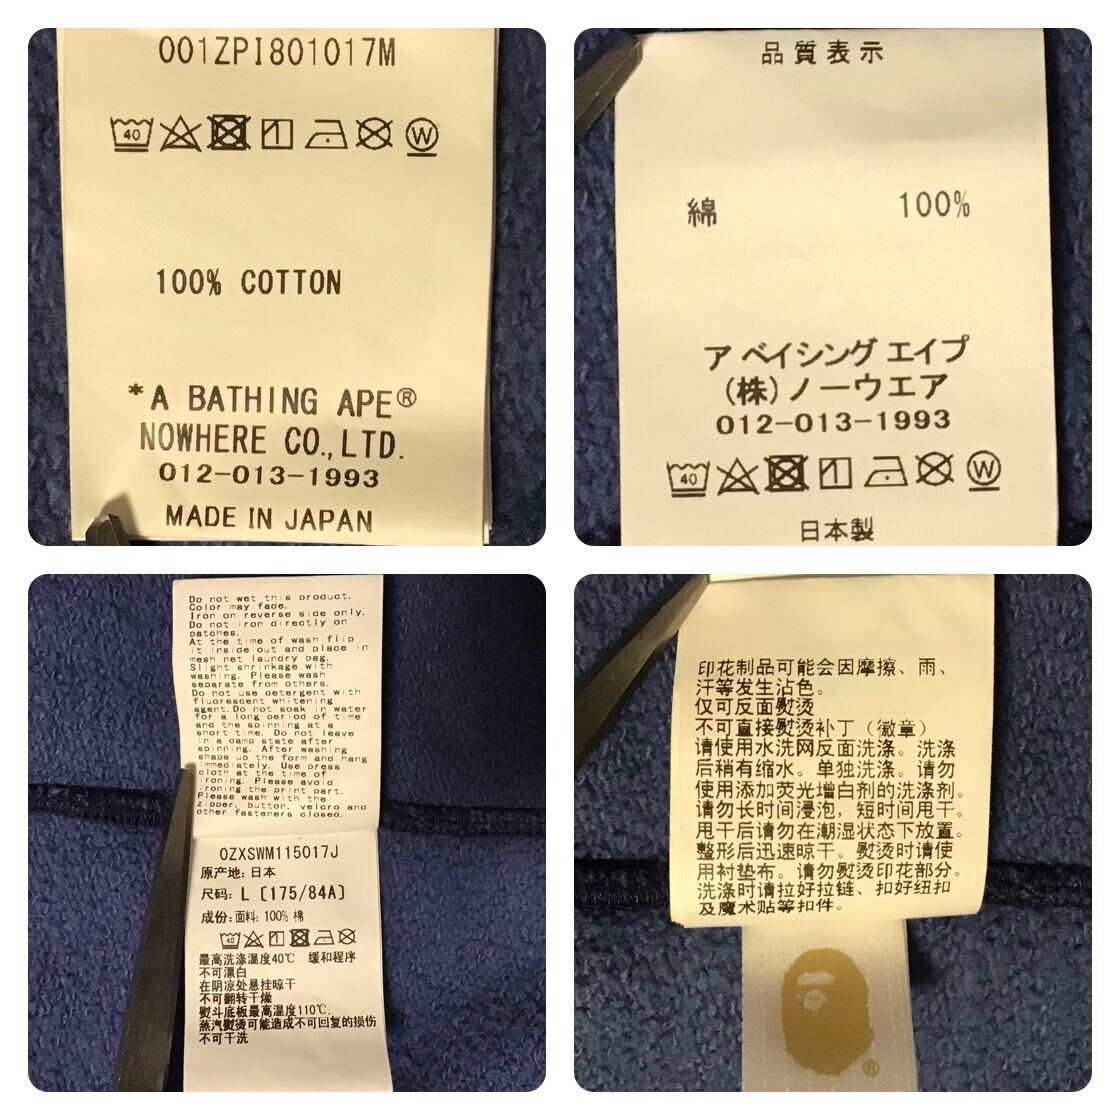 001ZPI801017M
40
W
100% COTTON
*A BATHING APE®
NOWHERE CO.,LTD.
012-013-1993
MADE IN JAPAN
品質表示
綿 100%
ア ベイシング エイプ
(株)ノーウエア
012-013-1993
40
W
日本製
Do not wet this product.
Color may fade.
Iron on reverse side only.
Do not iron directly on
patches.
At the time of wash flip
it inside out and place in
mesh net laundry bag.
Slight shrinkage with
washing. Please wash
separate from others.
Do not use detergent with
fluorescent whitening
agent.Do not soak in water
for a long period of time
and the spinning at a
short time. Do not leave
in a damp state after
spinning. After washing
shape up the form and hang
immediately. Use press
cloth at the time of
ironing. Please avoid
ironing the print part.
Please wash with the
zipper, button, velcro and
other fasteners closed.
0ZXSWM115017J
原产地: 日本
尺码: L [175/84A]
成份: 面料: 100% 棉
40
最高洗涤温度40℃ 缓和程序
不可漂白
在阴凉处悬挂晾干
不可翻转干燥
熨斗底板最高温度110℃.
蒸汽熨烫可能造成不可回复的损伤
不可干洗
印花制品可能会因摩擦、雨、
汗等发生沾色。
仅可反面熨烫
不可直接熨烫补丁（徽章）
请使用水洗网反面洗涤。洗涤
后稍有缩水。单独洗涤。请勿
使用添加荧光增白剂的洗涤剂。
请勿长时间浸泡，短时间甩干。
甩干后请勿在潮湿状态下放置。
整形后迅速晾干。熨烫时请使
用衬垫布。请勿熨烫印花部分。
洗涤时请拉好拉链、扣好纽扣
及魔术贴等扣件。
®